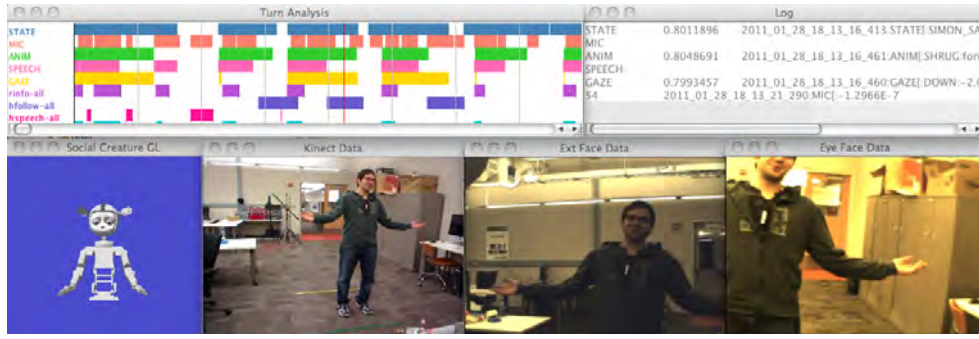 Turn Analysis
STATE
MIC
ANIM
SPEECH
GAZE
rinfo-all
hfollow-all
hspeech-all
Log
STATE 0.8011896 2011_01_28_18_13_16_413:STATE[:SIMON_SA
MIC
ANIM 0.8048691 2011_01_28_18_13_16_461:ANIM[:SHRUG:for
SPEECH
GAZE 0.7993457 2011_01_28_18_13_16_460:GAZE[:DOWN:-2.
54 2011_01_28_18_13_21_290:MIC[:-1.2966E-7
Social Creature GL
Kinect Data
Ext Face Data
Eye Face Data